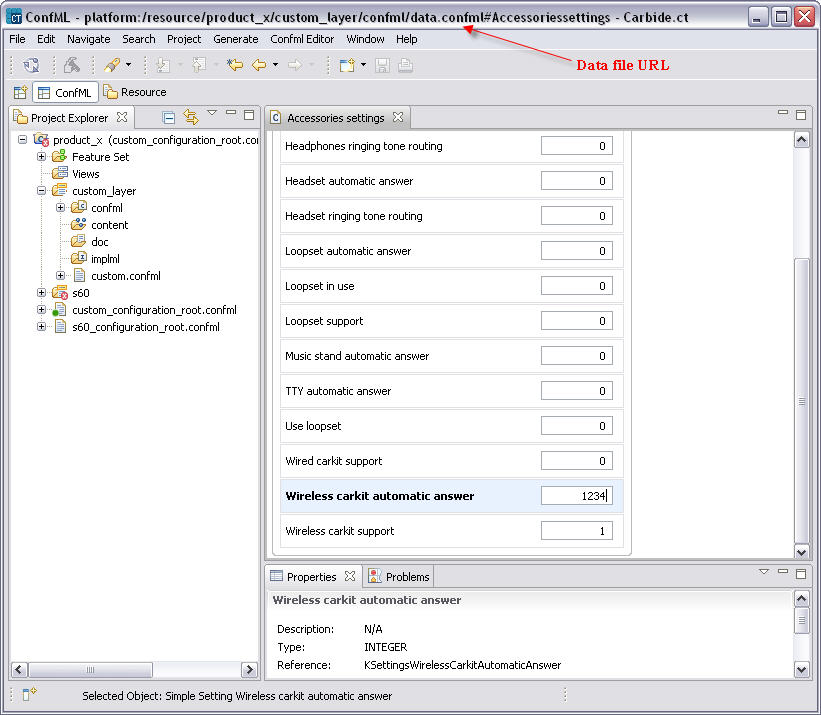 ConfML - platform:/resource/product_x/custom_layer/confml/data.confml#Accessoriessettings - Carbide.ct
File Edit Navigate Search Project Generate Confml Editor Window Help
Data file URL
ConfML Resource
Project Explorer
product_x (custom_configuration_root.con
Feature Set
Views
custom_layer
confml
content
doc
implml
custom.confml
s60
custom_configuration_root.confml
s60_configuration_root.confml
Accessories settings
Headphones ringing tone routing 0
Headset automatic answer 0
Headset ringing tone routing 0
Loopset automatic answer 0
Loopset in use 0
Loopset support 0
Music stand automatic answer 0
TTY automatic answer 0
Use loopset 0
Wired carkit support 0
Wireless carkit automatic answer 1234
Wireless carkit support 1
Properties Problems
Wireless carkit automatic answer
Description: N/A
Type: INTEGER
Reference: KSettingsWirelessCarkitAutomaticAnswer
Selected Object: Simple Setting Wireless carkit automatic answer